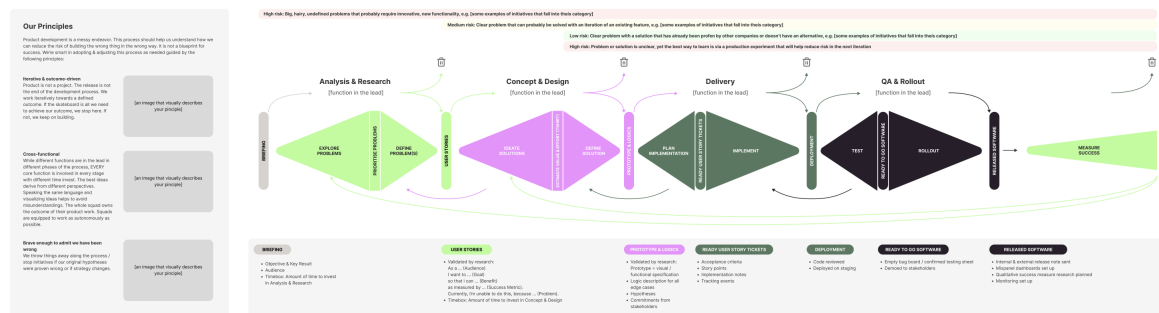 Our Principles
Product development is a messy endeavor. This process should help us understand how we
can reduce the risk of building the wrong thing in the wrong way. It is not a blueprint for
success. We're smart in adopting & adjusting this process as needed guided by the
following principles:
Iterative & outcome-driven
Product is not a project. The release is not
the end of the development process. We
work iteratively towards a defined
outcome. If the skateboard is all we need
to achieve our outcome, we stop here. If
not, we keep on building.
[an image that visually describes
your pinciple]
Cross-functional
While different functions are in the lead in
different phases of the process, EVERY
core function is involved in every stage
with different time invest. The best ideas
derive from different perspectives.
Speaking the same language and
visualizing ideas helps to avoid
misunderstandings. The whole squad owns
the outcome of their product work. Squads
are equipped to work as autonomously as
possible.
[an image that visually describes
your pinciple]
Brave enough to admit we have been
wrong
We throw things away along the process /
stop initiatives if our original hypotheses
were proven wrong or if strategy changes.
[an image that visually describes
your pinciple]
High risk: Big, hairy, undefined problems that probably require innovative, new functionality, e.g. [some examples of initiatives that fall into theis category]
Medium risk: Clear problem that can probably be solved with an iteration of an existing feature, e.g. [some examples of initiatives that fall into theis category]
Low risk: Clear problem with a solution that has already been profen by other companies or doesn't have an alternative, e.g. [some examples of initiatives that fall into theis category]
High risk: Problem or solution is unclear, yet the best way to learn is via a production experiment that will help reduce risk in the next iteration
Analysis & Research
[function in the lead]
Concept & Design
[function in the lead]
Delivery
[function in the lead]
QA & Rollout
[function in the lead]
BRIEFING
EXPLORE
PROBLEMS
PRIORITISE PROBLEMS
DEFINE
PROBLEM(S)
USER STORIES
IDEATE
SOLUTIONS
DEFINE
SOLUTION
PROTOTYPE & LOGICS
PLAN
IMPLEMENTATION
READY USER STORY TICKETS
IMPLEMENT
DEPLOYMENT
TEST
READY TO GO SOFTWARE
ROLLOUT
RELEASED SOFTWARE
MEASURE
SUCCESS
BRIEFING
• Objective & Key Result
• Audience
• Timebox: Amount of time to invest
in Analysis & Research
USER STORIES
• Validated by research:
As a ... (Audience)
I want to ... (Goal)
so that I can ... (Benefit)
as measured by ... (Success Metric).
Currently, I'm unable to do this, because ... (Problem).
• Timebox: Amount of time to invest in Concept & Design
PROTOTYPE & LOGICS
• Validated by research:
Prototype = visual /
functional specification
• Logic description for all
edge cases
• Hypotheses
• Commitments from
stakeholders
READY USER STORY TICKETS
• Acceptance criteria
• Story points
• Implementation notes
• Tracking events
DEPLOYMENT
• Code reviewed:
• Deployed on staging
READY TO GO SOFTWARE
• Empty bug board / confirmed testing sheet
• Demoed to stakeholders
RELEASED SOFTWARE
• Internal & external release note sent
• Mixpanel dashboards set up
• Qualitative success measure research planned
• Monitoring set up